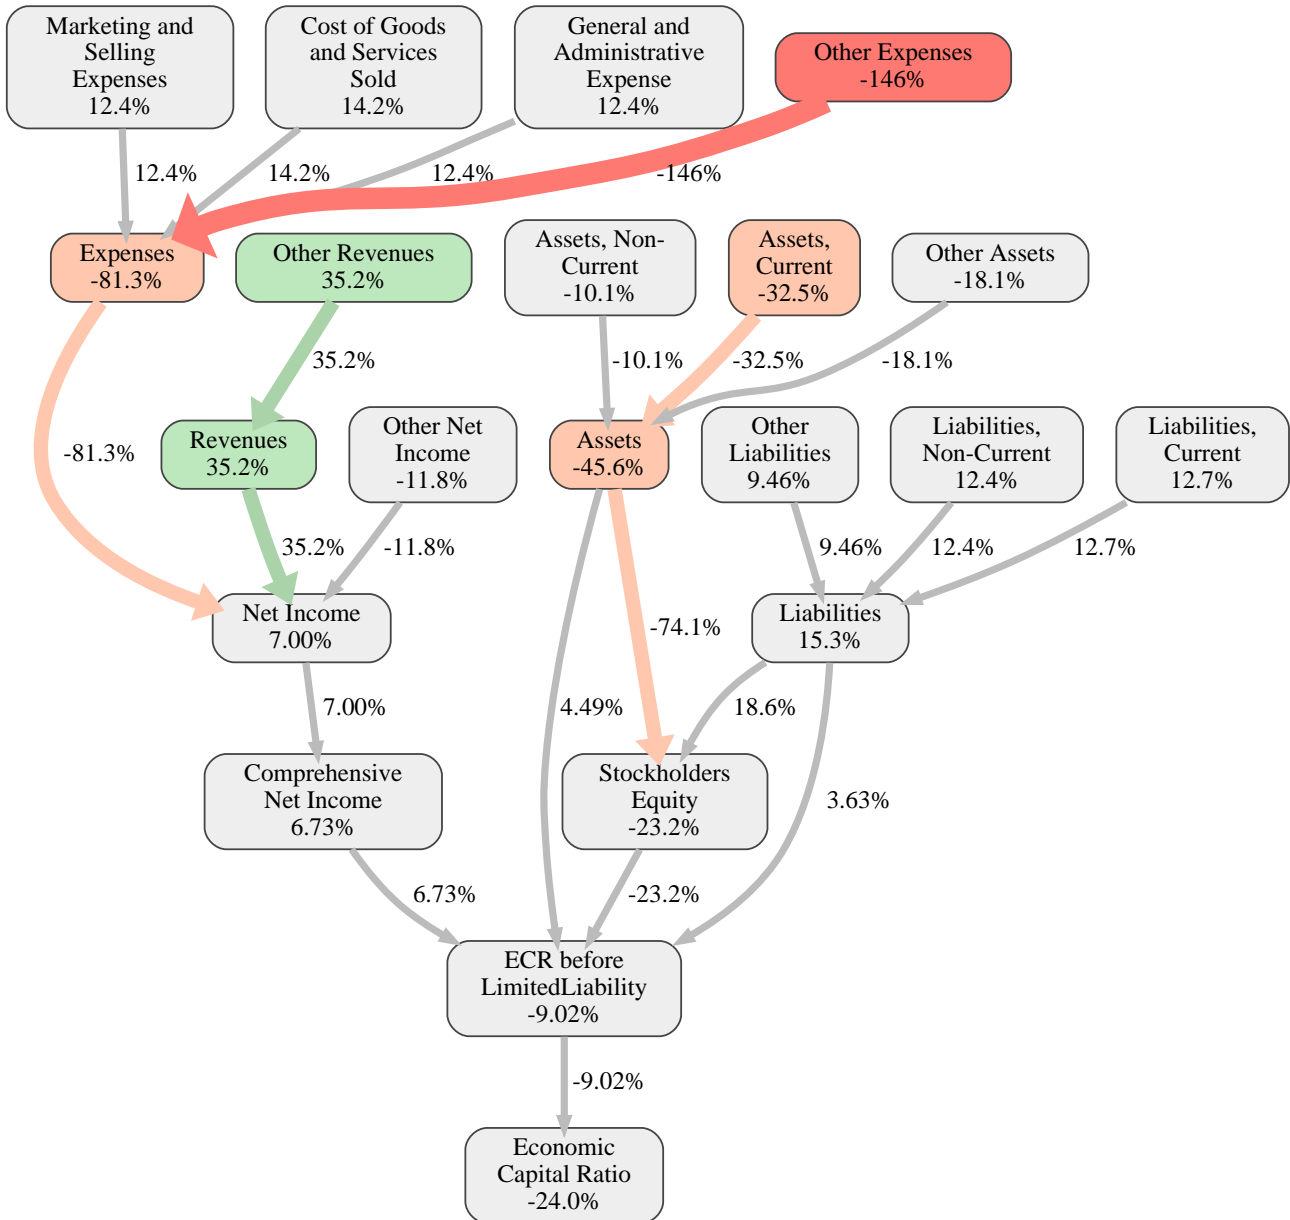 Marketing and
Selling
Expenses
12.4%
Cost of Goods
and Services
Sold
14.2%
General and
Administrative
Expense
12.4%
Other Expenses
-146%
12.4%
14.2%
12.4%
-146%
Expenses
-81.3%
Other Revenues
35.2%
Assets, Non-
Current
-10.1%
Assets,
Current
-32.5%
Other Assets
-18.1%
35.2%
-10.1%
-32.5%
-18.1%
-81.3%
Revenues
35.2%
Other Net
Income
-11.8%
Assets
-45.6%
Other
Liabilities
9.46%
Liabilities,
Non-Current
12.4%
Liabilities,
Current
12.7%
35.2%
-11.8%
9.46%
12.4%
12.7%
Net Income
7.00%
-74.1%
Liabilities
15.3%
7.00%
4.49%
18.6%
Comprehensive
Net Income
6.73%
Stockholders
Equity
-23.2%
3.63%
6.73%
-23.2%
ECR before
LimitedLiability
-9.02%
-9.02%
Economic
Capital Ratio
-24.0%